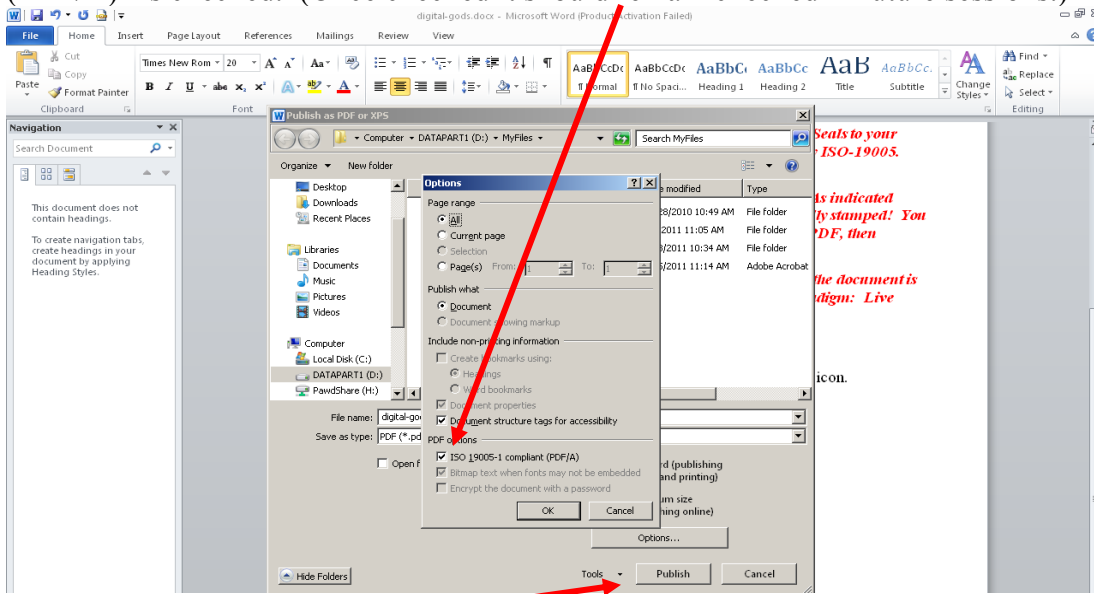 digital-gods.docx - Microsoft Word (Product Activation Failed)
File Home Insert Page Layout References Mailings Review View
Cut
Copy
Format Painter
Paste
Clipboard
Times New Rom 20
Font
AaBbCcDc AaBbCcDc AaBbC AaBbCc AaB AaBbCc.
¶ Normal ¶ No Spaci... Heading 1 Heading 2 Title Subtitle
Change Styles
Find
Replace
Select
Editing
Navigation
Search Document
This document does not
contain headings.
To create navigation tabs,
create headings in your
document by applying
Heading Styles.
Publish as PDF or XPS
Computer DATAPART1 (D:) MyFiles
Search MyFiles
Organize New folder
Desktop
Downloads
Recent Places
Libraries
Documents
Music
Pictures
Videos
Computer
Local Disk (C:)
DATAPART1 (D:)
PawdShare (H:)
e modified Type
28/2010 10:49 AM File folder
2011 11:05 AM File folder
/2011 10:34 AM File folder
/2011 11:14 AM Adobe Acrobat
Options
Page range
All
Current page
Selection
Page(s) From: 1 To: 1
Publish what
Document
Document showing markup
Include non-printing information
Create bookmarks using:
Headings
Word bookmarks
Document properties
Document structure tags for accessibility
PDF options
ISO 19005-1 compliant (PDF/A)
Bitmap text when fonts may not be embedded
Encrypt the document with a password
OK Cancel
File name: digital-go
Save as type: PDF (*.pd
Open f
rd (publishing
and printing)
um size
hing online)
Options...
Hide Folders
Tools Publish Cancel
Seals to your
ISO-19005.
As indicated
ly stamped! You
PDF, then
the document is
digm: Live
icon.